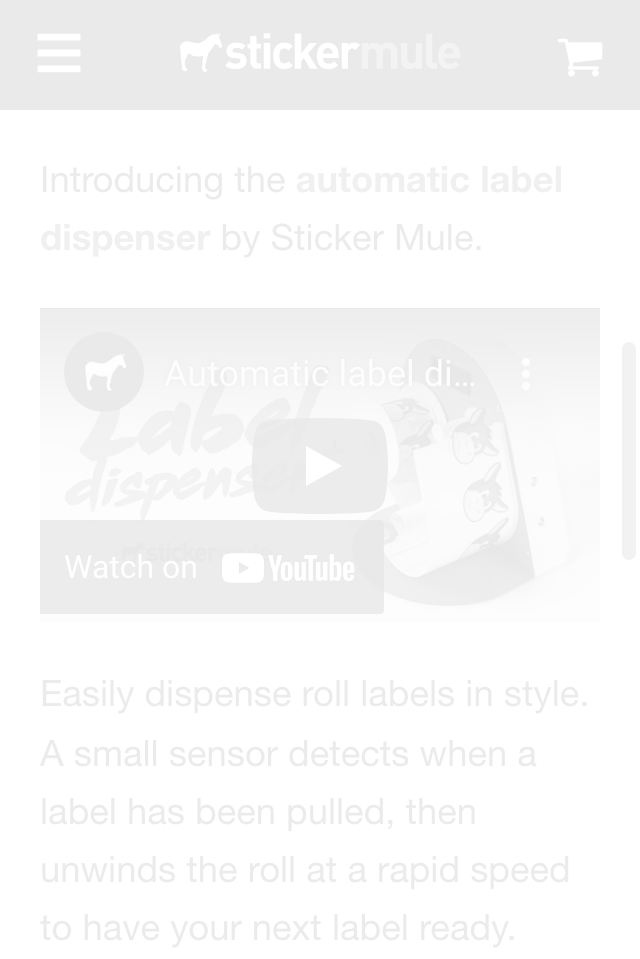 stickermule
Introducing the automatic label
dispenser by Sticker Mule.
Automatic label di...
Label
dispenser
stickermule
Watch on YouTube
Easily dispense roll labels in style.
A small sensor detects when a
label has been pulled, then
unwinds the roll at a rapid speed
to have your next label ready.